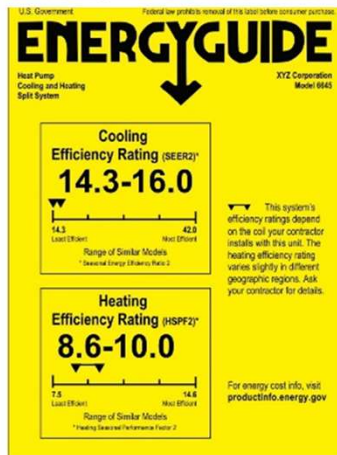 U.S. Government Federal law prohibits removal of this label before consumer purchase.
ENERGYGUIDE
Heat Pump
Cooling and Heating
Split System
XYZ Corporation
Model 6645
Cooling
Efficiency Rating (SEER2)*
14.3-16.0
14.3 42.0
Least Efficient Most Efficient
Range of Similar Models
* Seasonal Energy Efficiency Ratio 2
This system's
efficiency ratings depend
on the coil your contractor
installs with this unit. The
heating efficiency rating
varies slightly in different
geographic regions. Ask
your contractor for details.
Heating
Efficiency Rating (HSPF2)*
8.6-10.0
7.5 14.6
Least Efficient Most Efficient
Range of Similar Models
* Heating Seasonal Performance Factor 2
For energy cost info, visit
productinfo.energy.gov